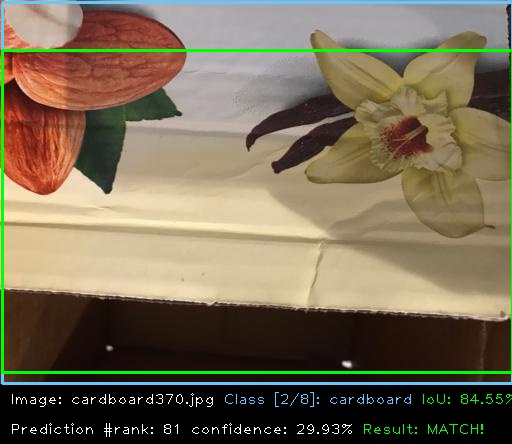 Image: cardboard370.jpg Class [2/8]: cardboard IoU: 84.55%
Prediction #rank: 81 confidence: 29.93% Result: MATCH!